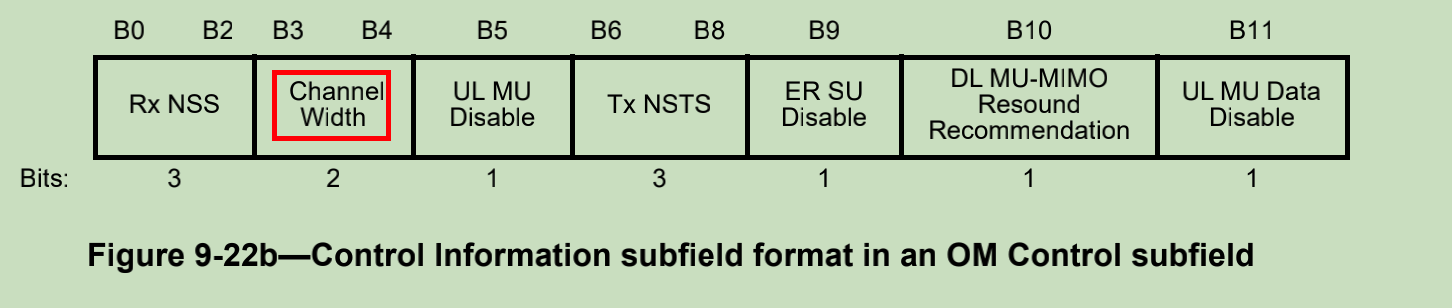 B0 B2 B3 B4 B5 B6 B8 B9 B10 B11
Rx NSS
Channel
Width
UL MU
Disable
Tx NSTS
ER SU
Disable
DL MU-MIMO
Resound
Recommendation
UL MU Data
Disable
Bits: 3 2 1 3 1 1 1
Figure 9-22b—Control Information subfield format in an OM Control subfield